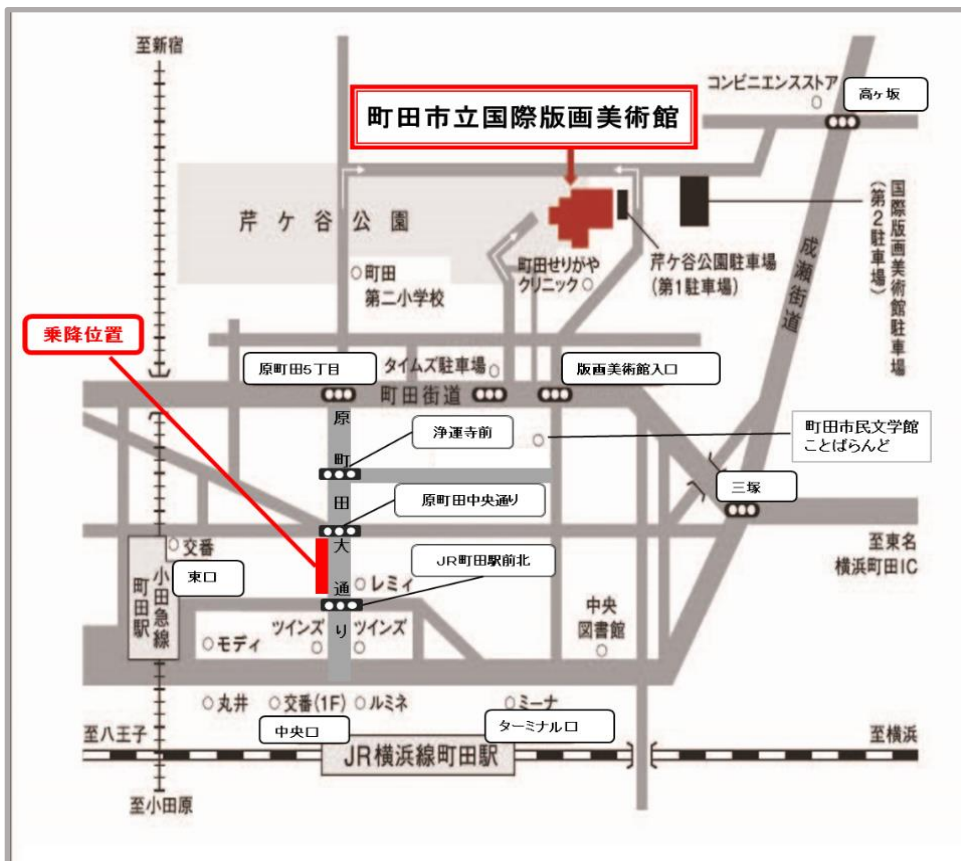 至新宿
コンビニエンスストア
高ヶ坂
町田市立国際版画美術館
芹ケ谷公園
国際版画美術館駐車場
(第2駐車場)
成瀬街道
町田
第二小学校
町田せりがや
クリニック
芹ケ谷公園駐車場
(第1駐車場)
乗降位置
原町田5丁目
タイムズ駐車場
版画美術館入口
町田街道
原町田大通り
浄運寺前
町田市民文学館
ことばらんど
原町田中央通り
三塚
交番
東口
小田急線
町田駅
JR町田駅前北
至東名
横浜町田IC
レミィ
中央
図書館
モディ
ツインズ
ツインズ
丸井
交番(1F)
ルミネ
ミーナ
至八王子
中央口
ターミナル口
至横浜
JR横浜線町田駅
至小田原